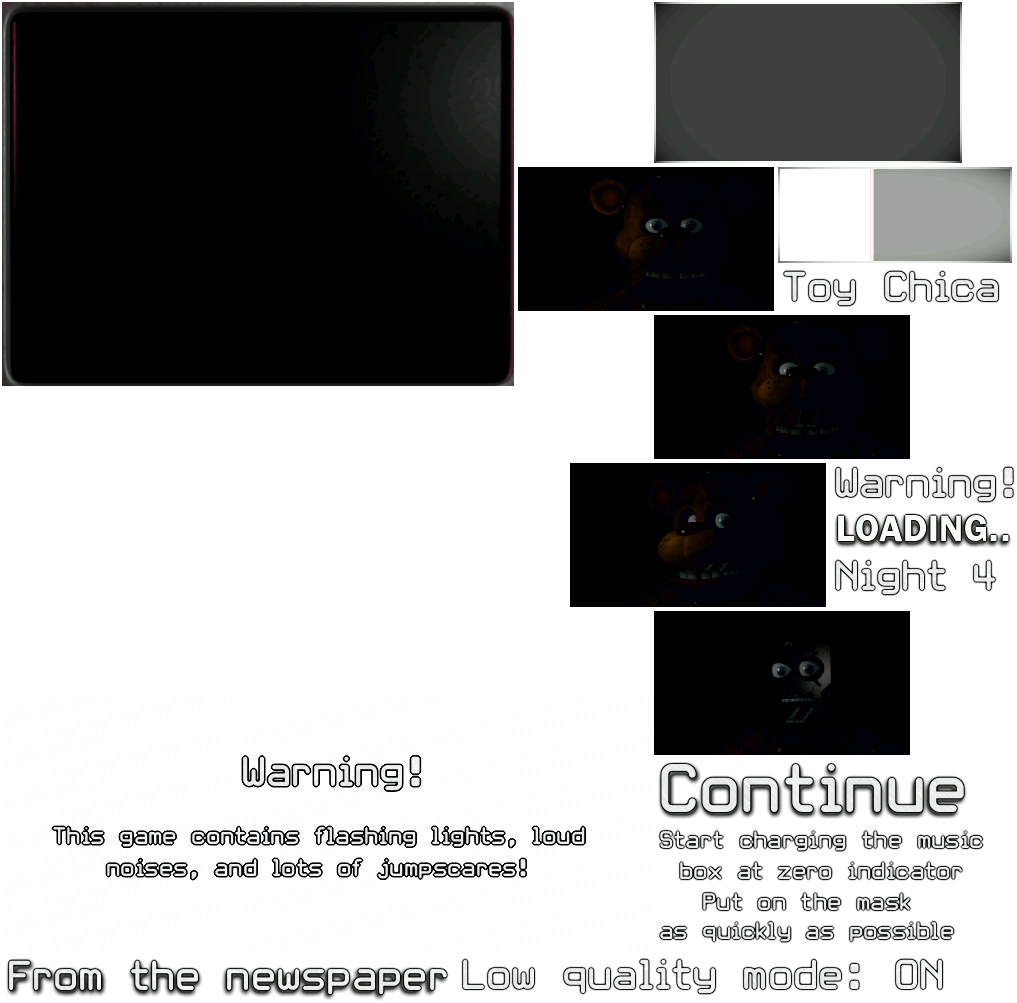 Toy Chica
Warning!
LOADING..
Night 4
Warning!
This game contains flashing lights, loud
noises, and lots of jumpscares!
Continue
Start charging the music
box at zero indicator
Put on the mask
as quickly as possible
From the newspaper
Low quality mode: ON